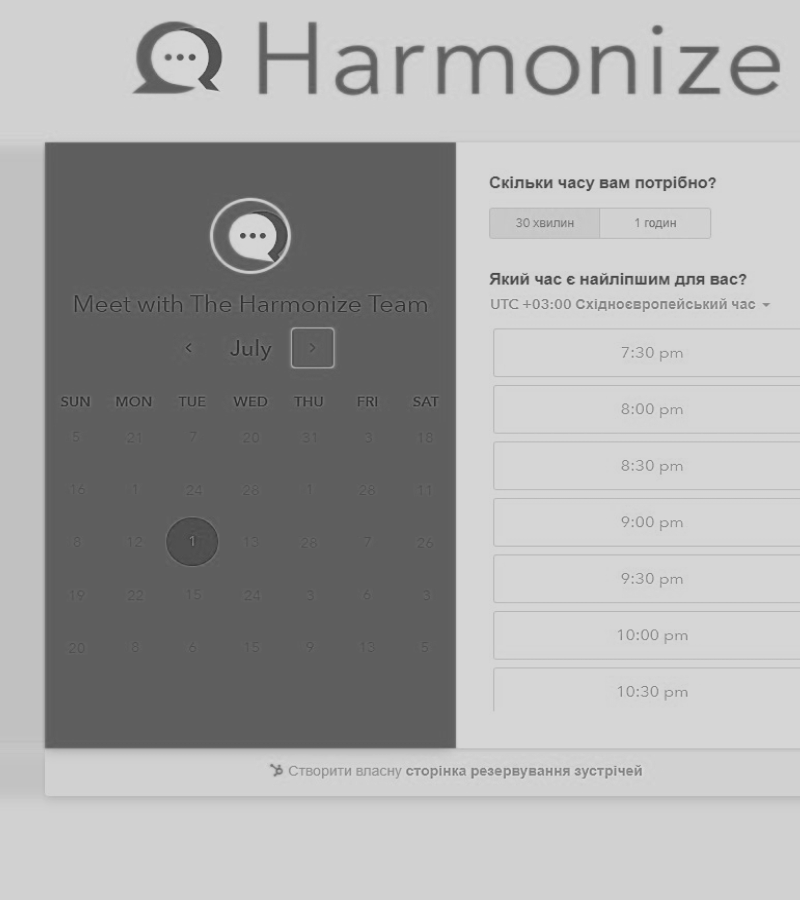 Harmonize
Meet with The Harmonize Team
July
SUN MON TUE WED THU FRI SAT
5 21 7 20 31 3 18
16 1 24 26 1 28 11
8 12 1 13 28 7 26
19 22 15 24 3 6 3
20 8 6 15 9 13 5
Скільки часу вам потрібно?
30 хвилин 1 годин
Який час є найліпшим для вас?
UTC +03:00 Східноєвропейський час
7:30 pm
8:00 pm
8:30 pm
9:00 pm
9:30 pm
10:00 pm
10:30 pm
Створити власну сторінка резервування зустрічей